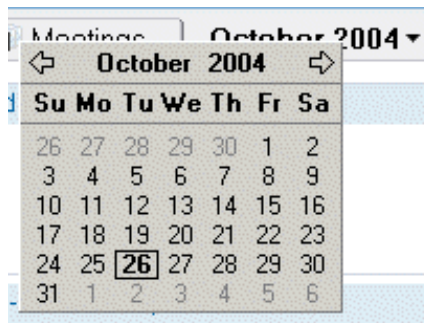 Meetings October 2004
October 2004
Su Mo Tu We Th Fr Sa
26 27 28 29 30 1 2
3 4 5 6 7 8 9
10 11 12 13 14 15 16
17 18 19 20 21 22 23
24 25 26 27 28 29 30
31 1 2 3 4 5 6